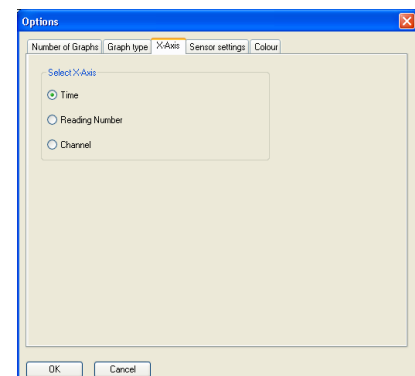 Options
Number of Graphs Graph type X-Axis Sensor settings Colour
Select X-Axis
Time
Reading Number
Channel
OK Cancel